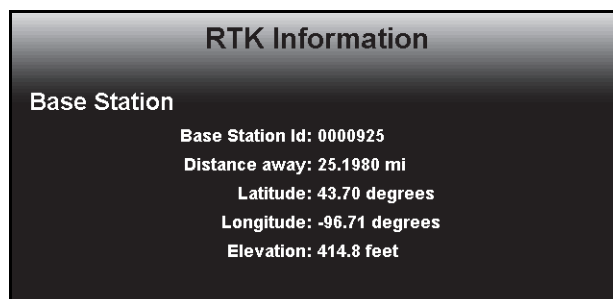 RTK Information
Base Station
Base Station Id: 0000925
Distance away: 25.1980 mi
Latitude: 43.70 degrees
Longitude: -96.71 degrees
Elevation: 414.8 feet